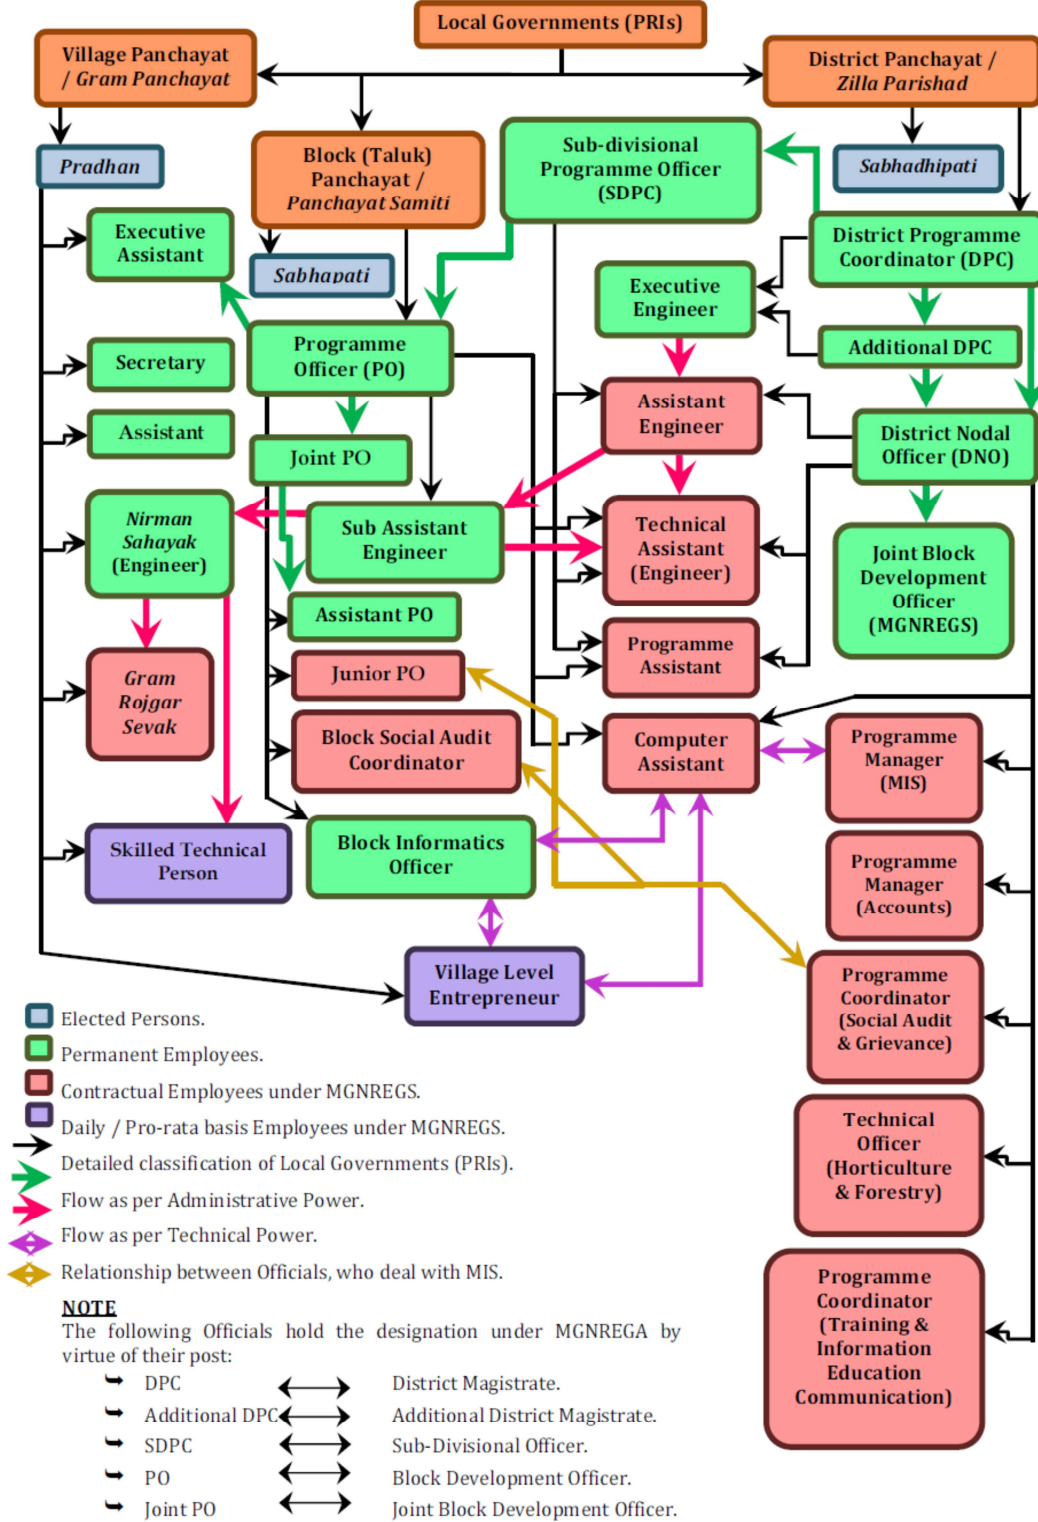 Local Governments (PRIs)
Village Panchayat
/ Gram Panchayat
District Panchayat /
Zilla Parishad
Pradhan
Block (Taluk)
Panchayat /
Panchayat Samiti
Sub-divisional
Programme Officer
(SDPC)
Sabhadhipati
Executive
Assistant
Sabhapati
District Programme
Coordinator (DPC)
Executive
Engineer
Programme
Officer (PO)
Secretary
Additional DPC
Assistant
Engineer
Assistant
Joint PO
District Nodal
Officer (DNO)
Nirman
Sahayak
(Engineer)
Sub Assistant
Engineer
Technical
Assistant
(Engineer)
Joint Block
Development
Officer
(MGNREGS)
Assistant PO
Programme
Assistant
Gram
Rojgar
Sevak
Junior PO
Block Social Audit
Coordinator
Computer
Assistant
Programme
Manager
(MIS)
Skilled Technical
Person
Block Informatics
Officer
Programme
Manager
(Accounts)
Village Level
Entrepreneur
Programme
Coordinator
(Social Audit
& Grievance)
Technical
Officer
(Horticulture
& Forestry)
Programme
Coordinator
(Training &
Information
Education
Communication)
Elected Persons.
Permanent Employees.
Contractual Employees under MGNREGS.
Daily / Pro-rata basis Employees under MGNREGS.
Detailed classification of Local Governments (PRIs).
Flow as per Administrative Power.
Flow as per Technical Power.
Relationship between Officials, who deal with MIS.
NOTE
The following Officials hold the designation under MGNREGA by
virtue of their post:
DPC District Magistrate.
Additional DPC Additional District Magistrate.
SDPC Sub-Divisional Officer.
PO Block Development Officer.
Joint PO Joint Block Development Officer.